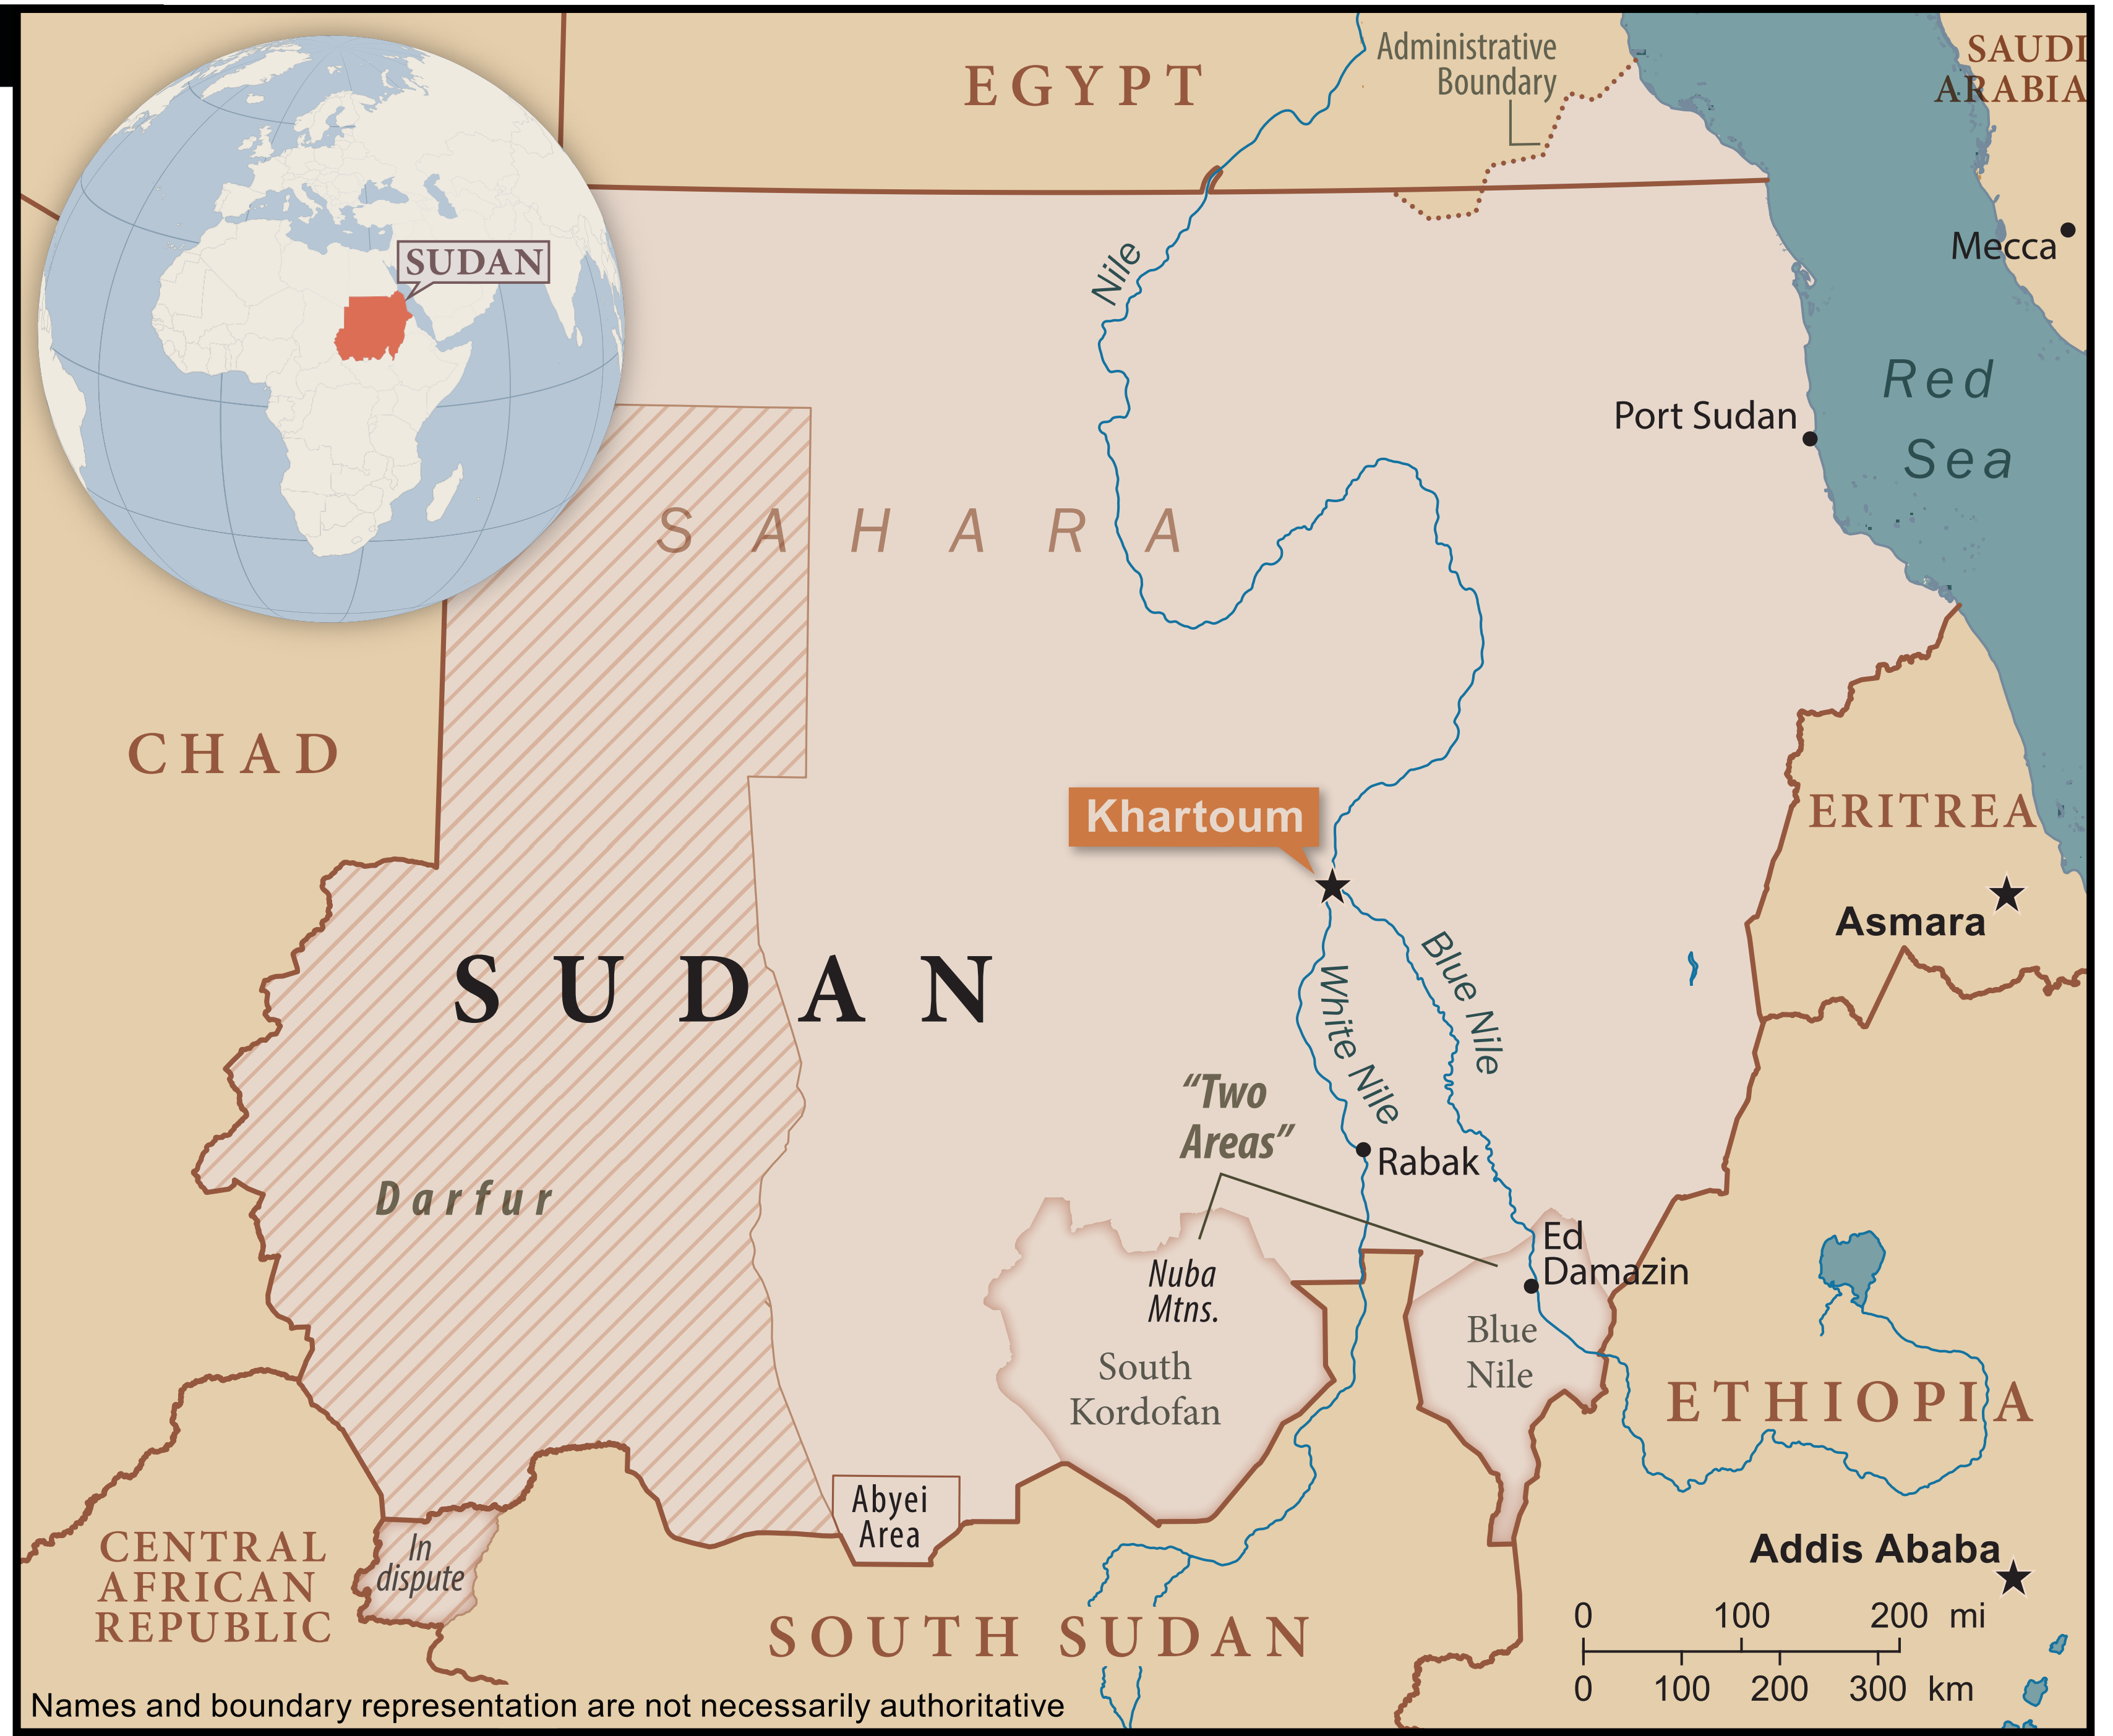 EGYPT
Administrative
Boundary
SAUDI
ARABIA
SUDAN
Mecca
Nile
Red
Sea
Port Sudan
SAHARA
CHAD
Khartoum
ERITREA
Asmara
SUDAN
Blue Nile
White Nile
“Two
Areas”
Rabak
Darfur
Ed
Damazin
Nuba
Mtns.
Blue
Nile
South
Kordofan
ETHIOPIA
Abyei
Area
In
dispute
CENTRAL
AFRICAN
REPUBLIC
Addis Ababa
SOUTH SUDAN
0 100 200 mi
0 100 200 300 km
Names and boundary representation are not necessarily authoritative